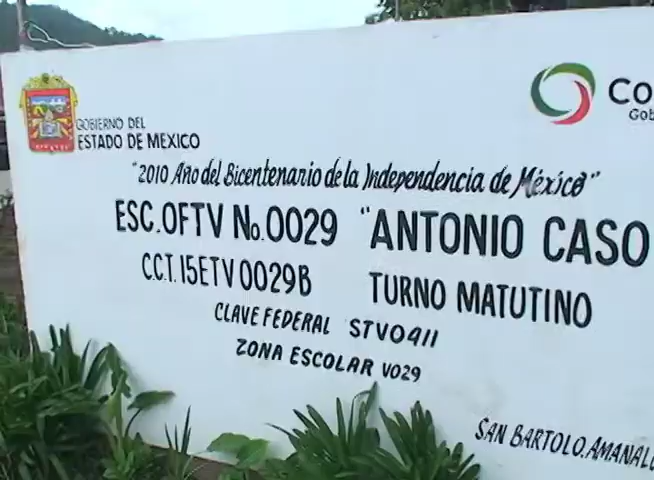 GOBIERNO DEL
ESTADO DE MEXICO
"2010 Año del Bicentenario de la Independencia de México"
ESC. OFTV No. 0029 "ANTONIO CASO
C.C.T. 15ETV0029B TURNO MATUTINO
CLAVE FEDERAL STV0411
ZONA ESCOLAR V029
SAN BARTOLO. AMANAL
Co
Gob